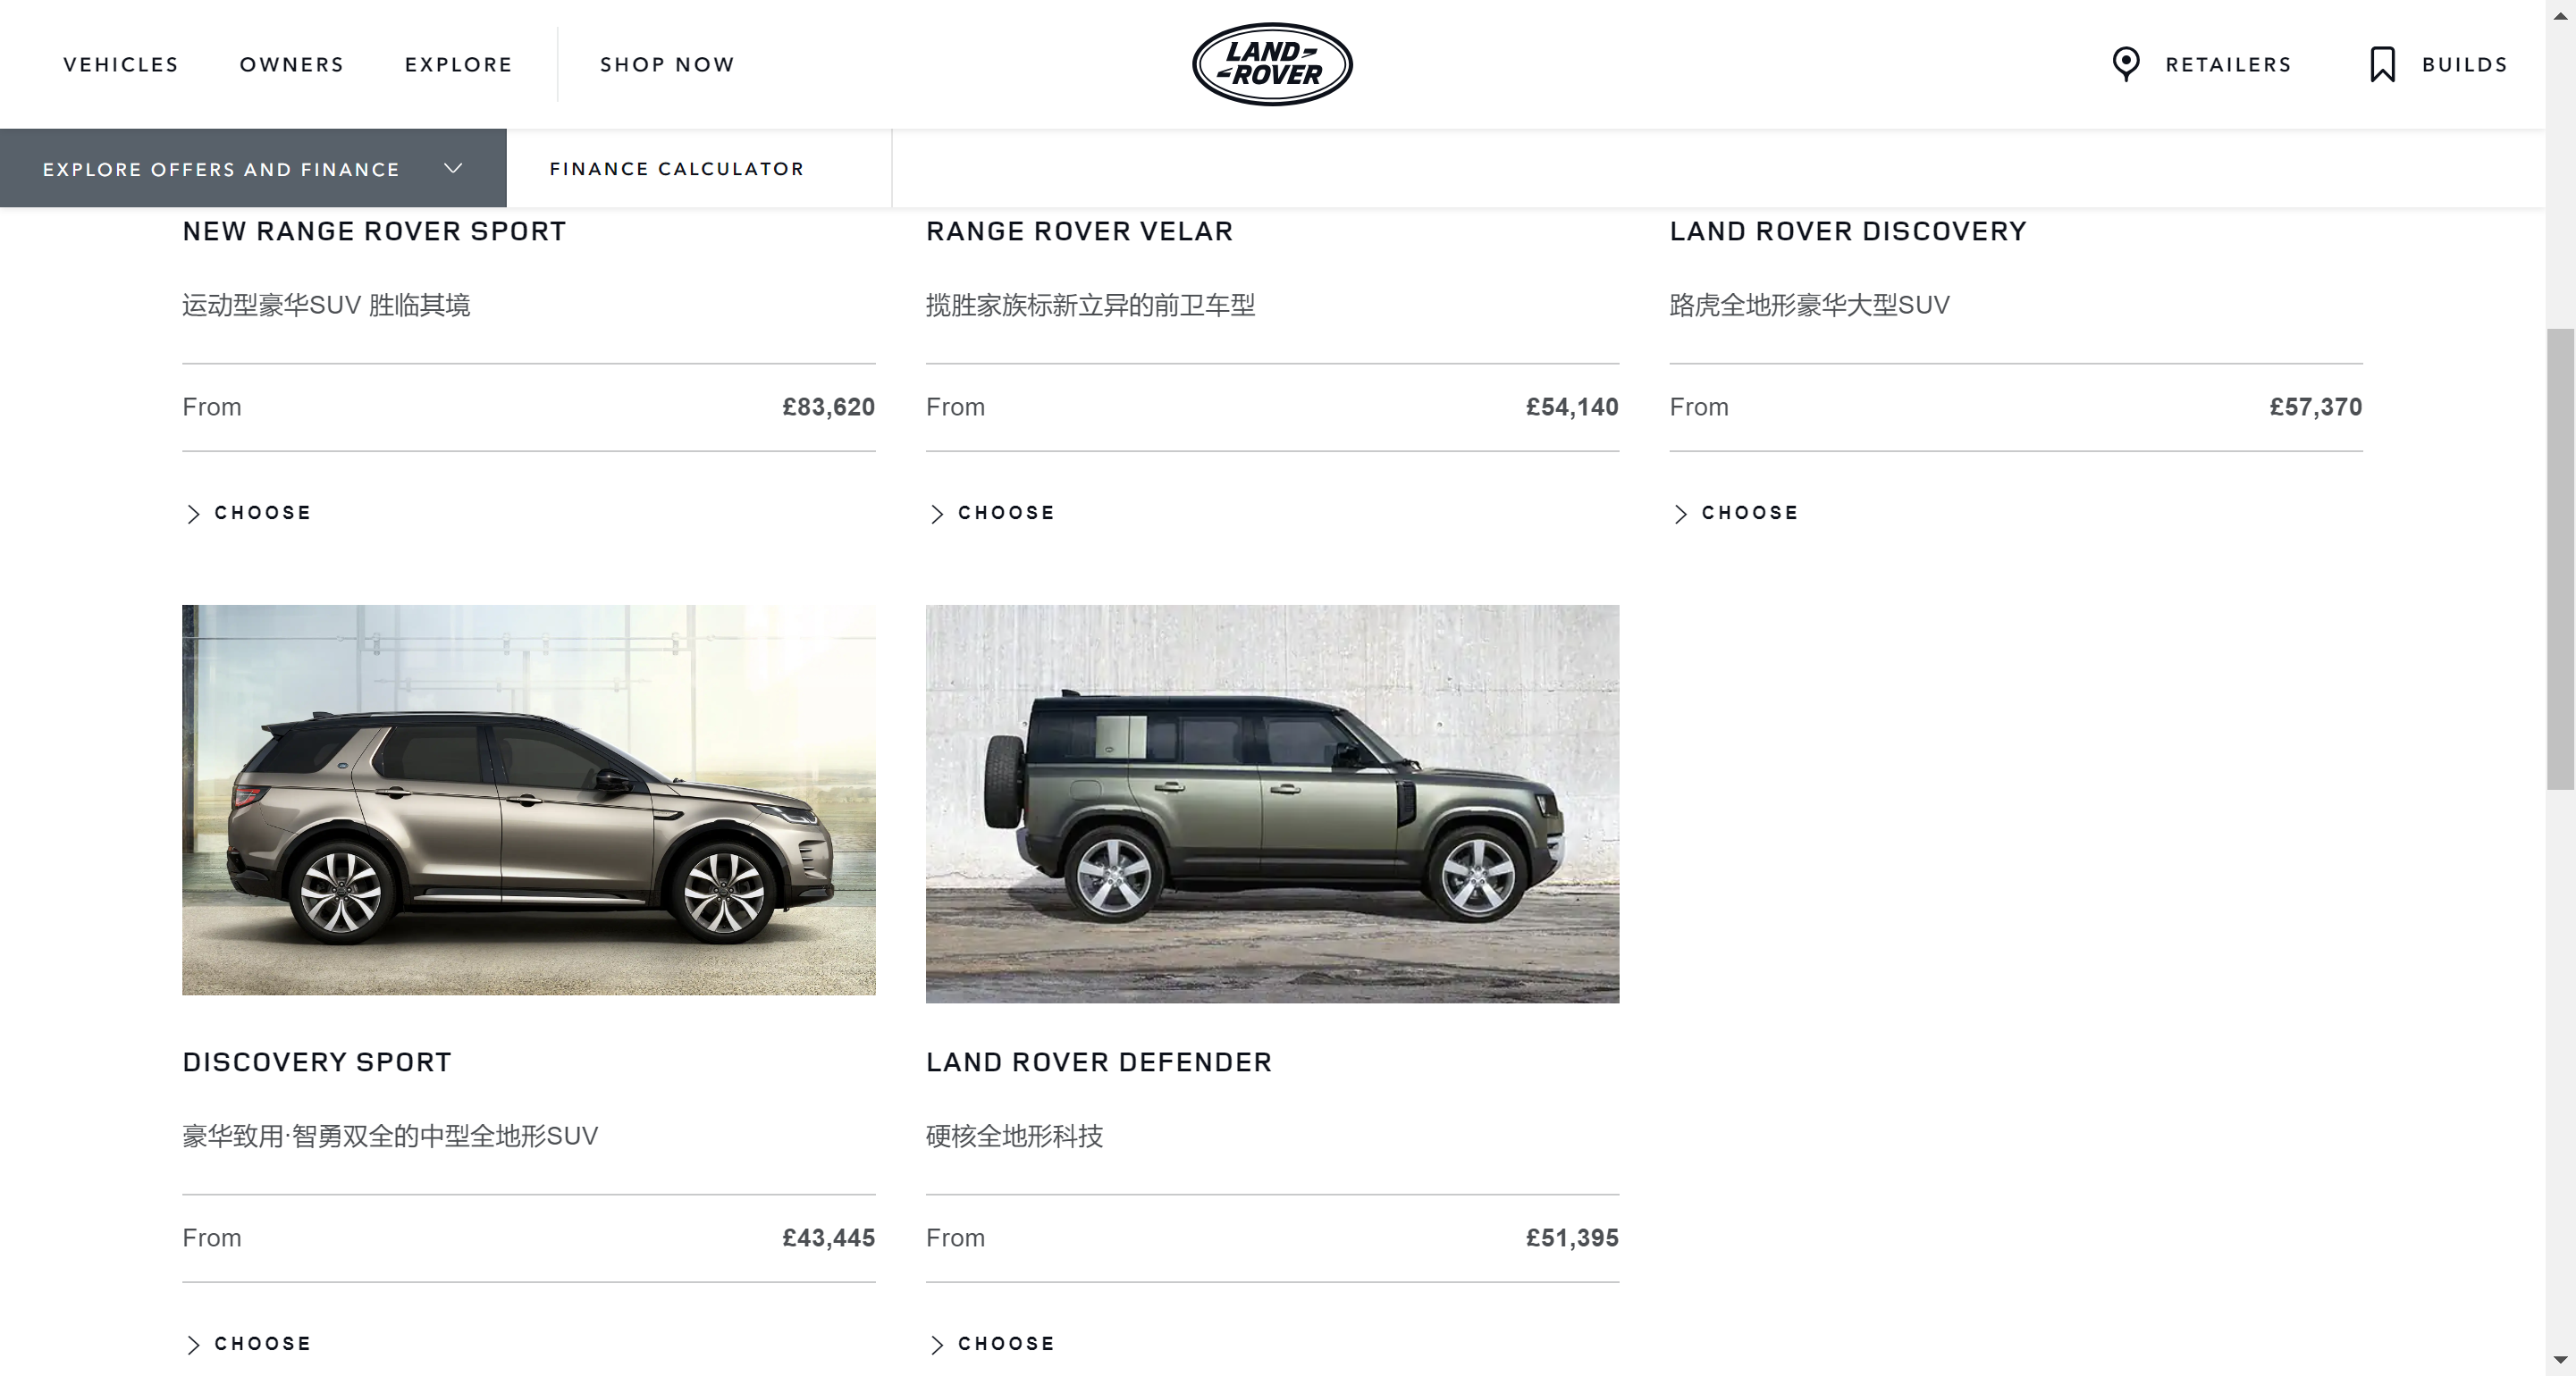 VEHICLES OWNERS EXPLORE SHOP NOW
LAND
ROVER
RETAILERS BUILDS
EXPLORE OFFERS AND FINANCE FINANCE CALCULATOR
NEW RANGE ROVER SPORT
运动型豪华SUV 胜临其境
From £83,620
CHOOSE
RANGE ROVER VELAR
揽胜家族标新立异的前卫车型
From £54,140
CHOOSE
LAND ROVER DISCOVERY
路虎全地形豪华大型SUV
From £57,370
CHOOSE
DISCOVERY SPORT
豪华致用·智勇双全的中型全地形SUV
From £43,445
CHOOSE
LAND ROVER DEFENDER
硬核全地形科技
From £51,395
CHOOSE